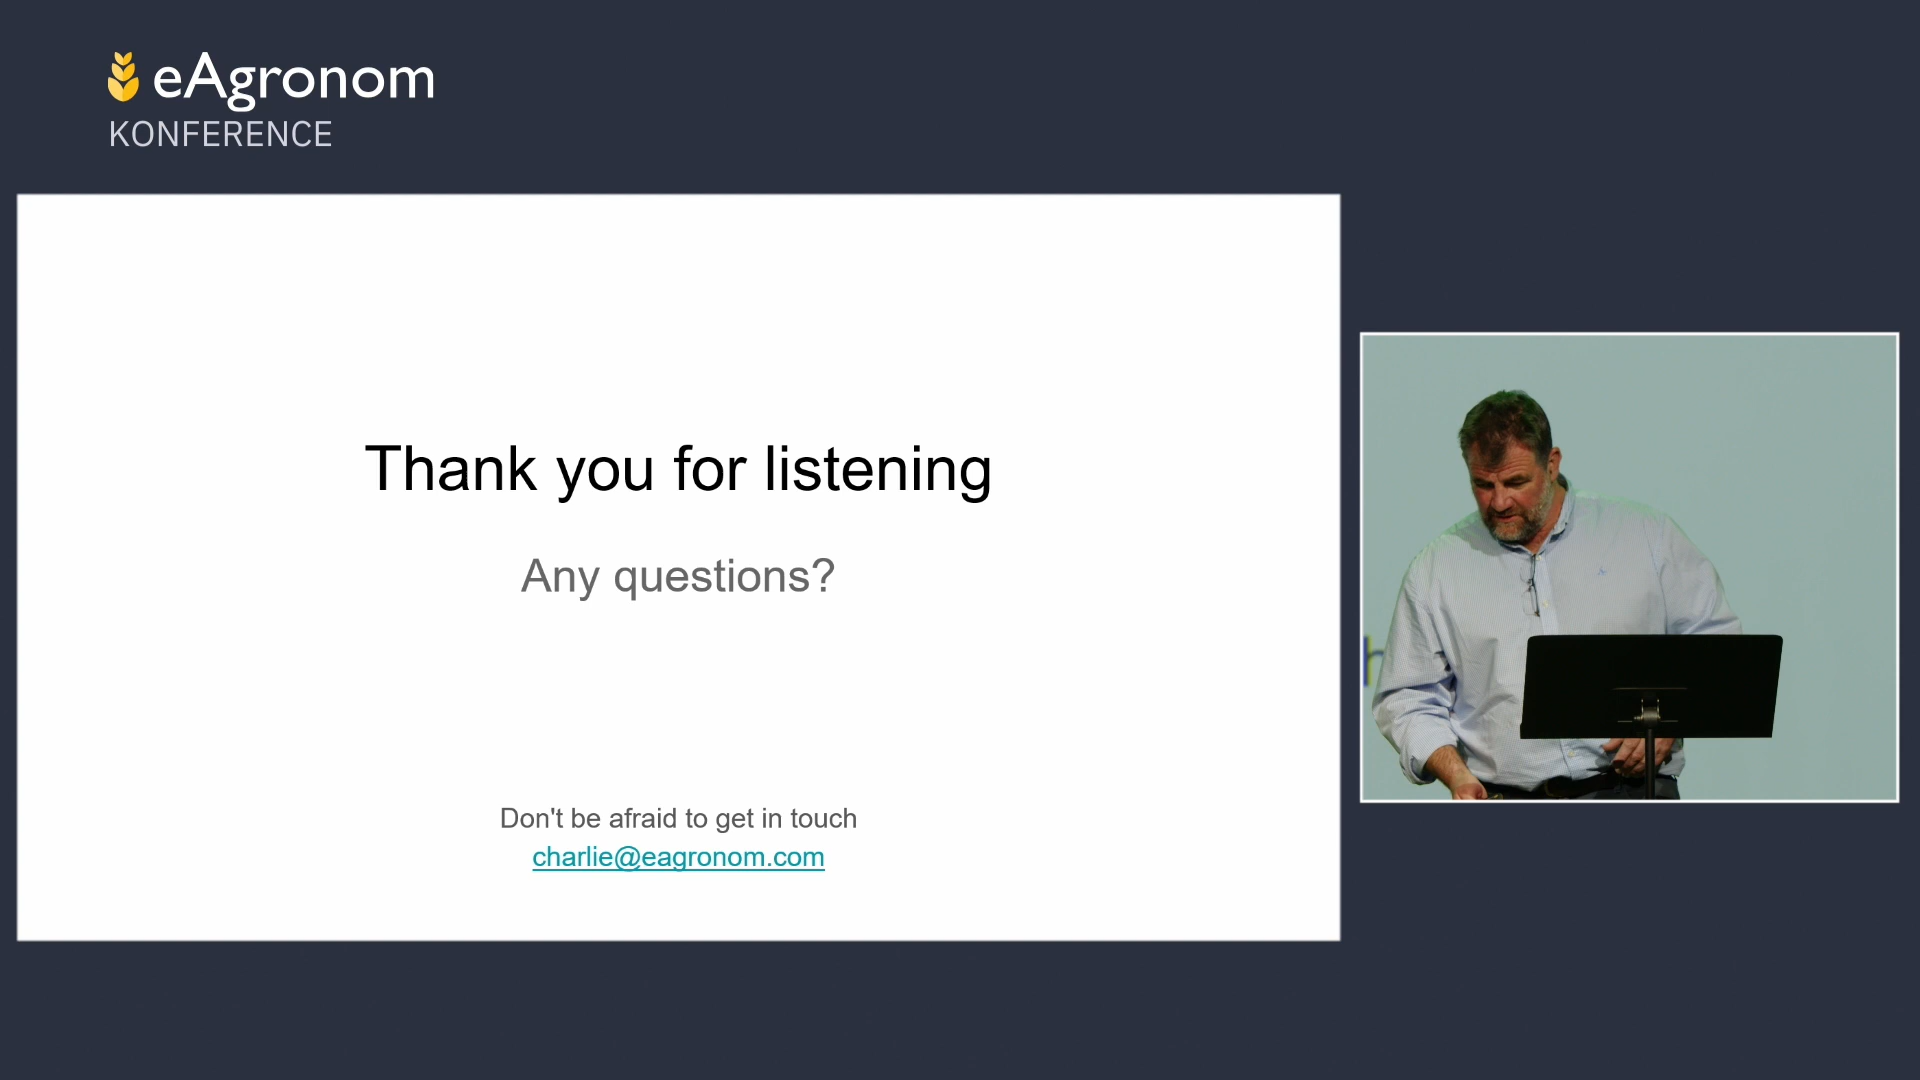 eAgronom
KONFERENCE
Thank you for listening
Any questions?
Don't be afraid to get in touch
charlie@eagronom.com